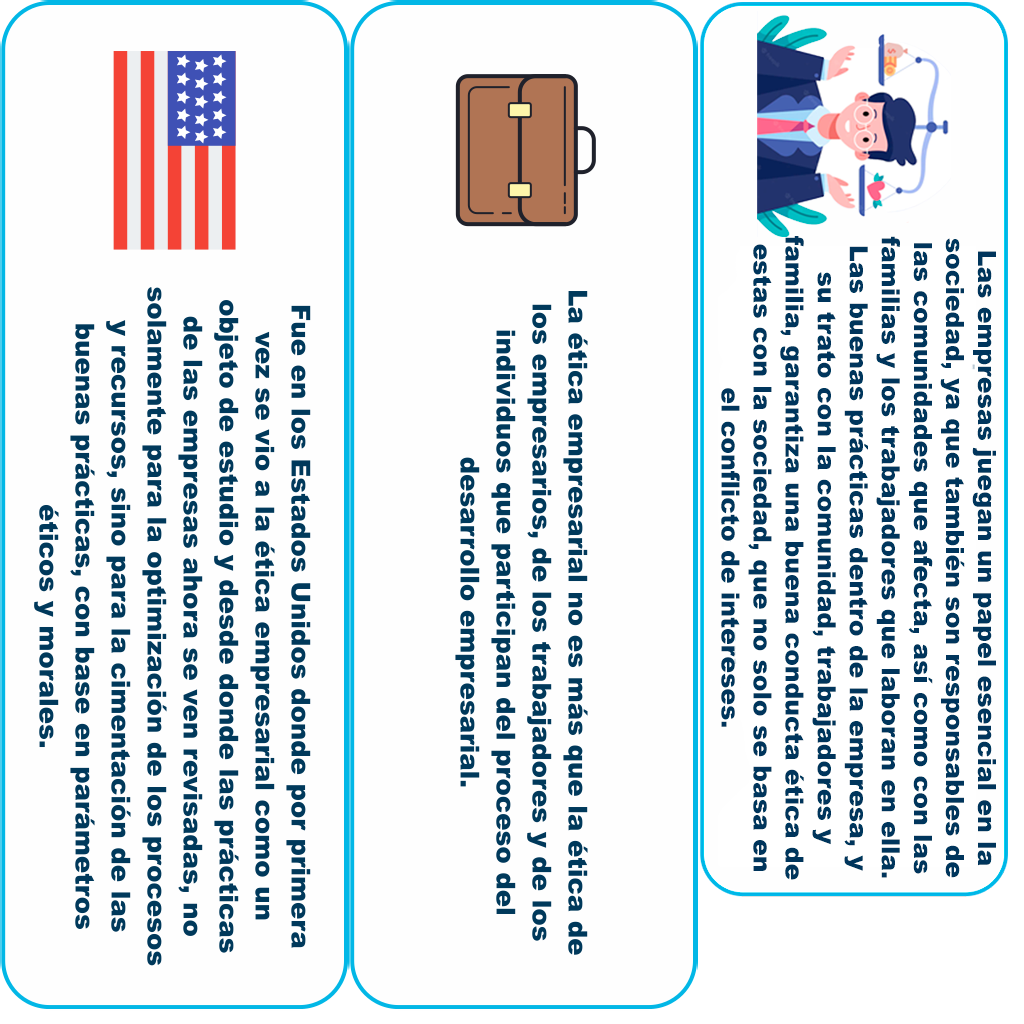 Las empresas juegan un papel esencial en la
sociedad, ya que también son responsables de
las comunidades que afecta, así como con las
familias y los trabajadores que laboran en ella.
Las buenas prácticas dentro de la empresa, y
su trato con la comunidad, trabajadores y
familia, garantiza una buena conducta ética de
estas con la sociedad, que no solo se basa en
el conflicto de intereses.
La ética empresarial no es más que la ética de
los empresarios, de los trabajadores y de los
individuos que participan del proceso del
desarrollo empresarial.
Fue en los Estados Unidos donde por primera
vez se vio a la ética empresarial como un
objeto de estudio y desde donde las prácticas
de las empresas ahora se ven revisadas, no
solamente para la optimización de los procesos
y recursos, sino para la cimentación de las
buenas prácticas, con base en parámetros
éticos y morales.